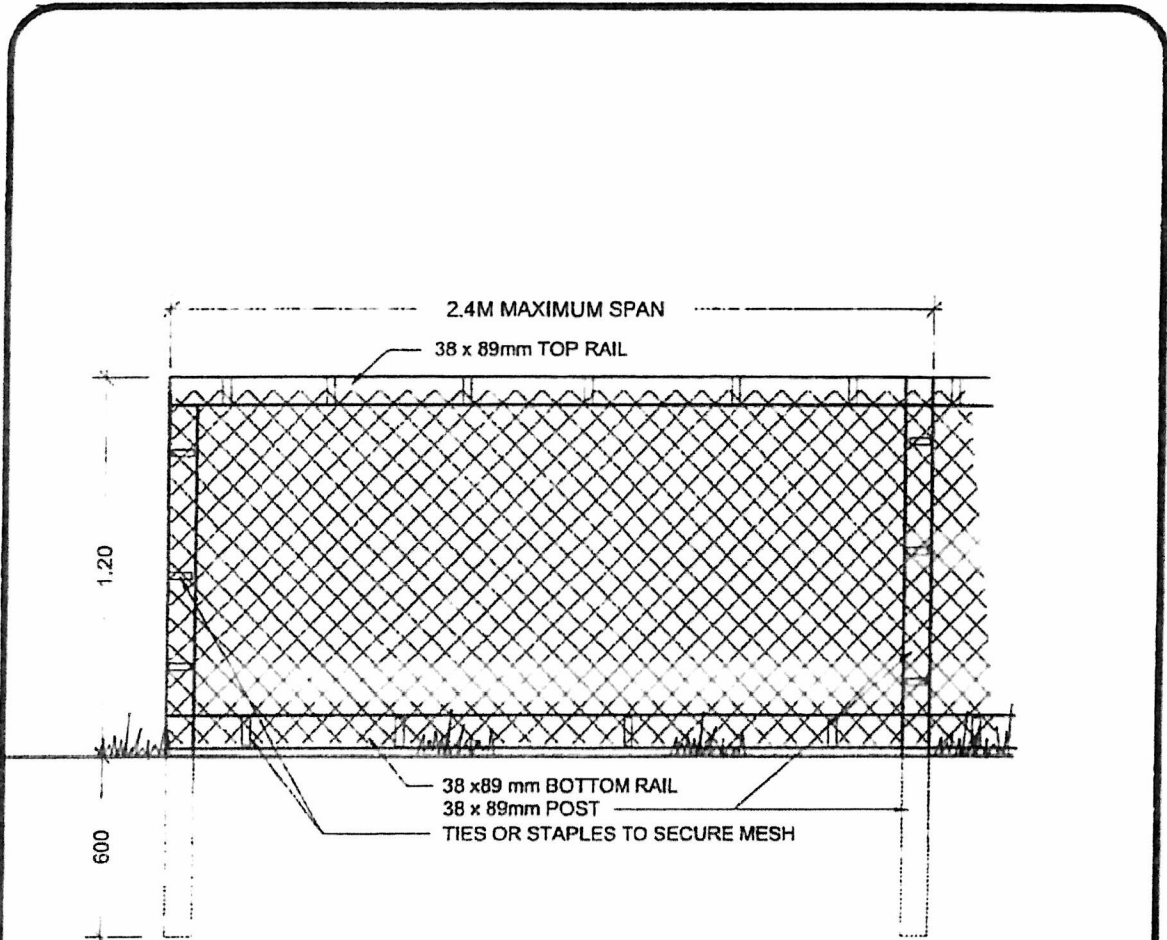 2.4M MAXIMUM SPAN
38 x 89mm TOP RAIL
1.20
38 x89 mm BOTTOM RAIL
38 x 89mm POST
TIES OR STAPLES TO SECURE MESH
600